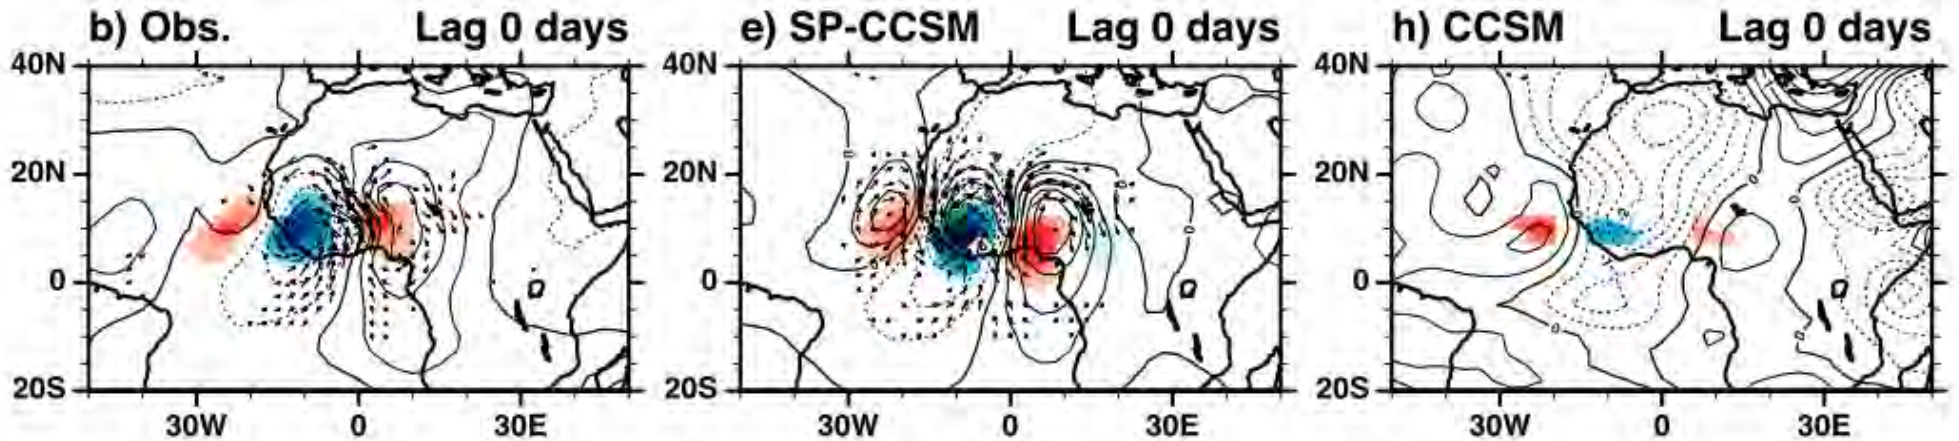 b) Obs. Lag 0 days e) SP-CCSM Lag 0 days h) CCSM Lag 0 days
40N 40N 40N
20N 20N 20N
0 0 0
20S 20S 20S
30W 0 30E 30W 0 30E 30W 0 30E